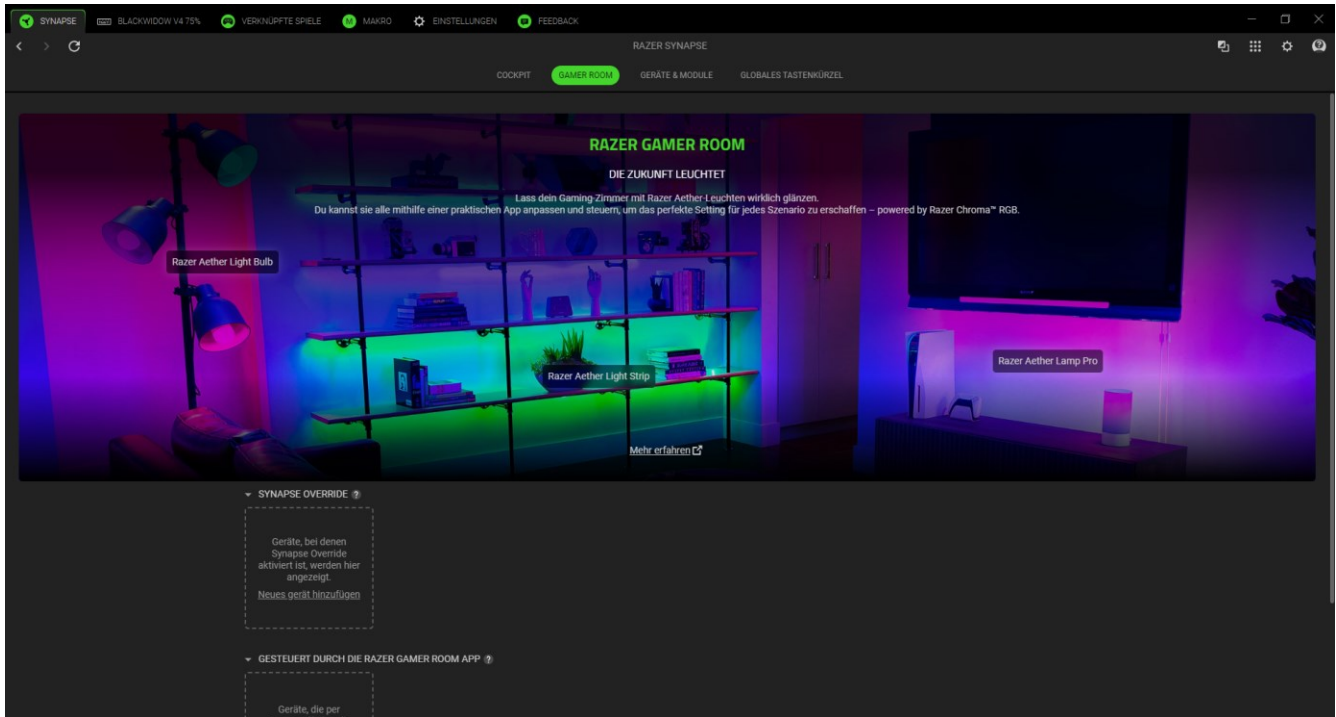 SYNAPSE
BLACKWIDOW V4 75%
VERKNÜPFTE SPIELE
MAKRO
EINSTELLUNGEN
FEEDBACK
RAZER SYNAPSE
COCKPIT
GAMER ROOM
GERÄTE & MODULE
GLOBALES TASTENKÜRZEL
RAZER GAMER ROOM
DIE ZUKUNFT LEUCHTET
Lass dein Gaming-Zimmer mit Razer Aether-Leuchten wirklich glänzen.
Du kannst sie alle mithilfe einer praktischen App anpassen und steuern, um das perfekte Setting für jedes Szenario zu erschaffen – powered by Razer Chroma™ RGB.
Razer Aether Light Bulb
Razer Aether Lamp Pro
Razer Aether Light Strip
Mehr erfahren
SYNAPSE OVERRIDE ?
Geräte, bei denen
Synapse Override
aktiviert ist, werden hier
angezeigt.
Neues gerät hinzufügen
GESTEUERT DURCH DIE RAZER GAMER ROOM APP ?
Geräte, die per